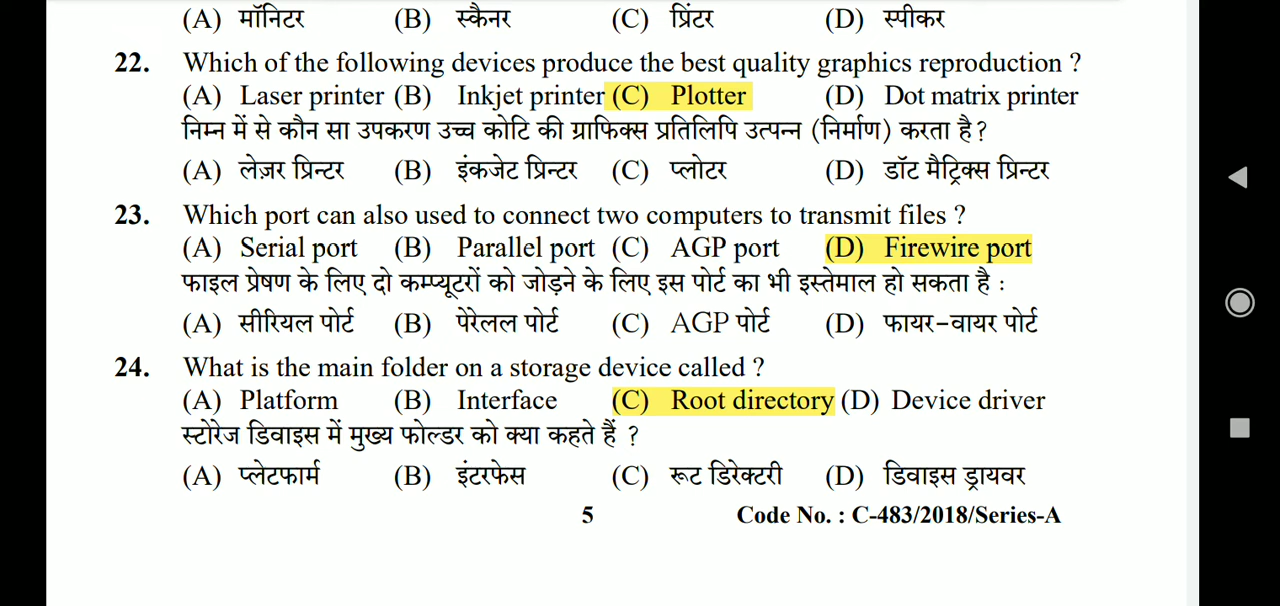 (A) मॉनिटर (B) स्कैनर (C) प्रिंटर (D) स्पीकर
22. Which of the following devices produce the best quality graphics reproduction ?
(A) Laser printer (B) Inkjet printer (C) Plotter (D) Dot matrix printer
निम्न में से कौन सा उपकरण उच्च कोटि की ग्राफिक्स प्रतिलिपि उत्पन्न (निर्माण) करता है ?
(A) लेज़र प्रिन्टर (B) इंकजेट प्रिन्टर (C) प्लोटर (D) डॉट मैट्रिक्स प्रिन्टर
23. Which port can also used to connect two computers to transmit files ?
(A) Serial port (B) Parallel port (C) AGP port (D) Firewire port
फाइल प्रेषण के लिए दो कम्प्यूटरों को जोड़ने के लिए इस पोर्ट का भी इस्तेमाल हो सकता है :
(A) सीरियल पोर्ट (B) पेरेलल पोर्ट (C) AGP पोर्ट (D) फायर-वायर पोर्ट
24. What is the main folder on a storage device called ?
(A) Platform (B) Interface (C) Root directory (D) Device driver
स्टोरेज डिवाइस में मुख्य फोल्डर को क्या कहते हैं ?
(A) प्लेटफार्म (B) इंटरफेस (C) रूट डिरेक्टरी (D) डिवाइस ड्रायवर
5 Code No. : C-483/2018/Series-A